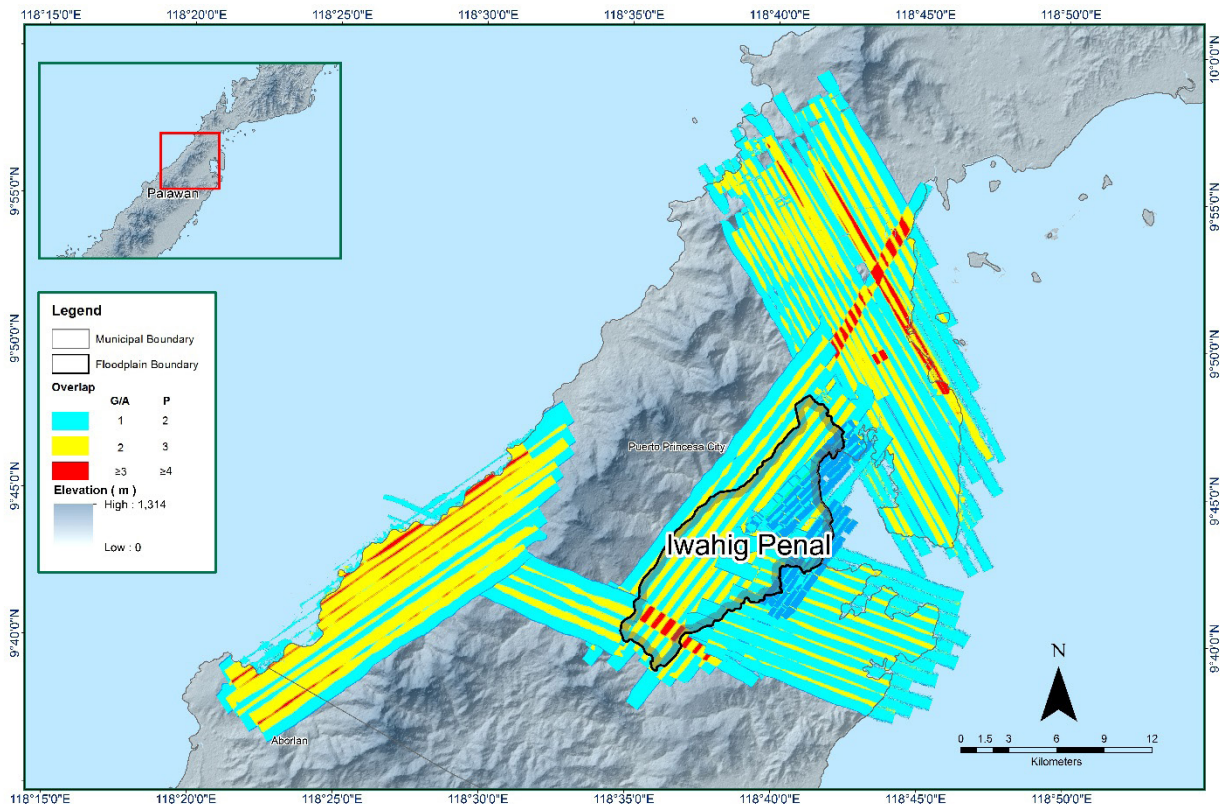 118°15'0"E 118°20'0"E 118°25'0"E 118°30'0"E 118°35'0"E 118°40'0"E 118°45'0"E 118°50'0"E
10°0'0"N
Palawan
9°55'0"N
9°55'0"N
Legend
Municipal Boundary
Floodplain Boundary
Overlap
G/A P
1 2
2 3
≥3 ≥4
Elevation ( m )
High : 1,314
Low : 0
9°50'0"N
9°50'0"N
Puerto Princesa City
9°45'0"N
9°45'0"N
Iwahig Penal
9°40'0"N
9°40'0"N
Aborlan
N
0 1.5 3 6 9 12
Kilometers
118°15'0"E 118°20'0"E 118°25'0"E 118°30'0"E 118°35'0"E 118°40'0"E 118°45'0"E 118°50'0"E